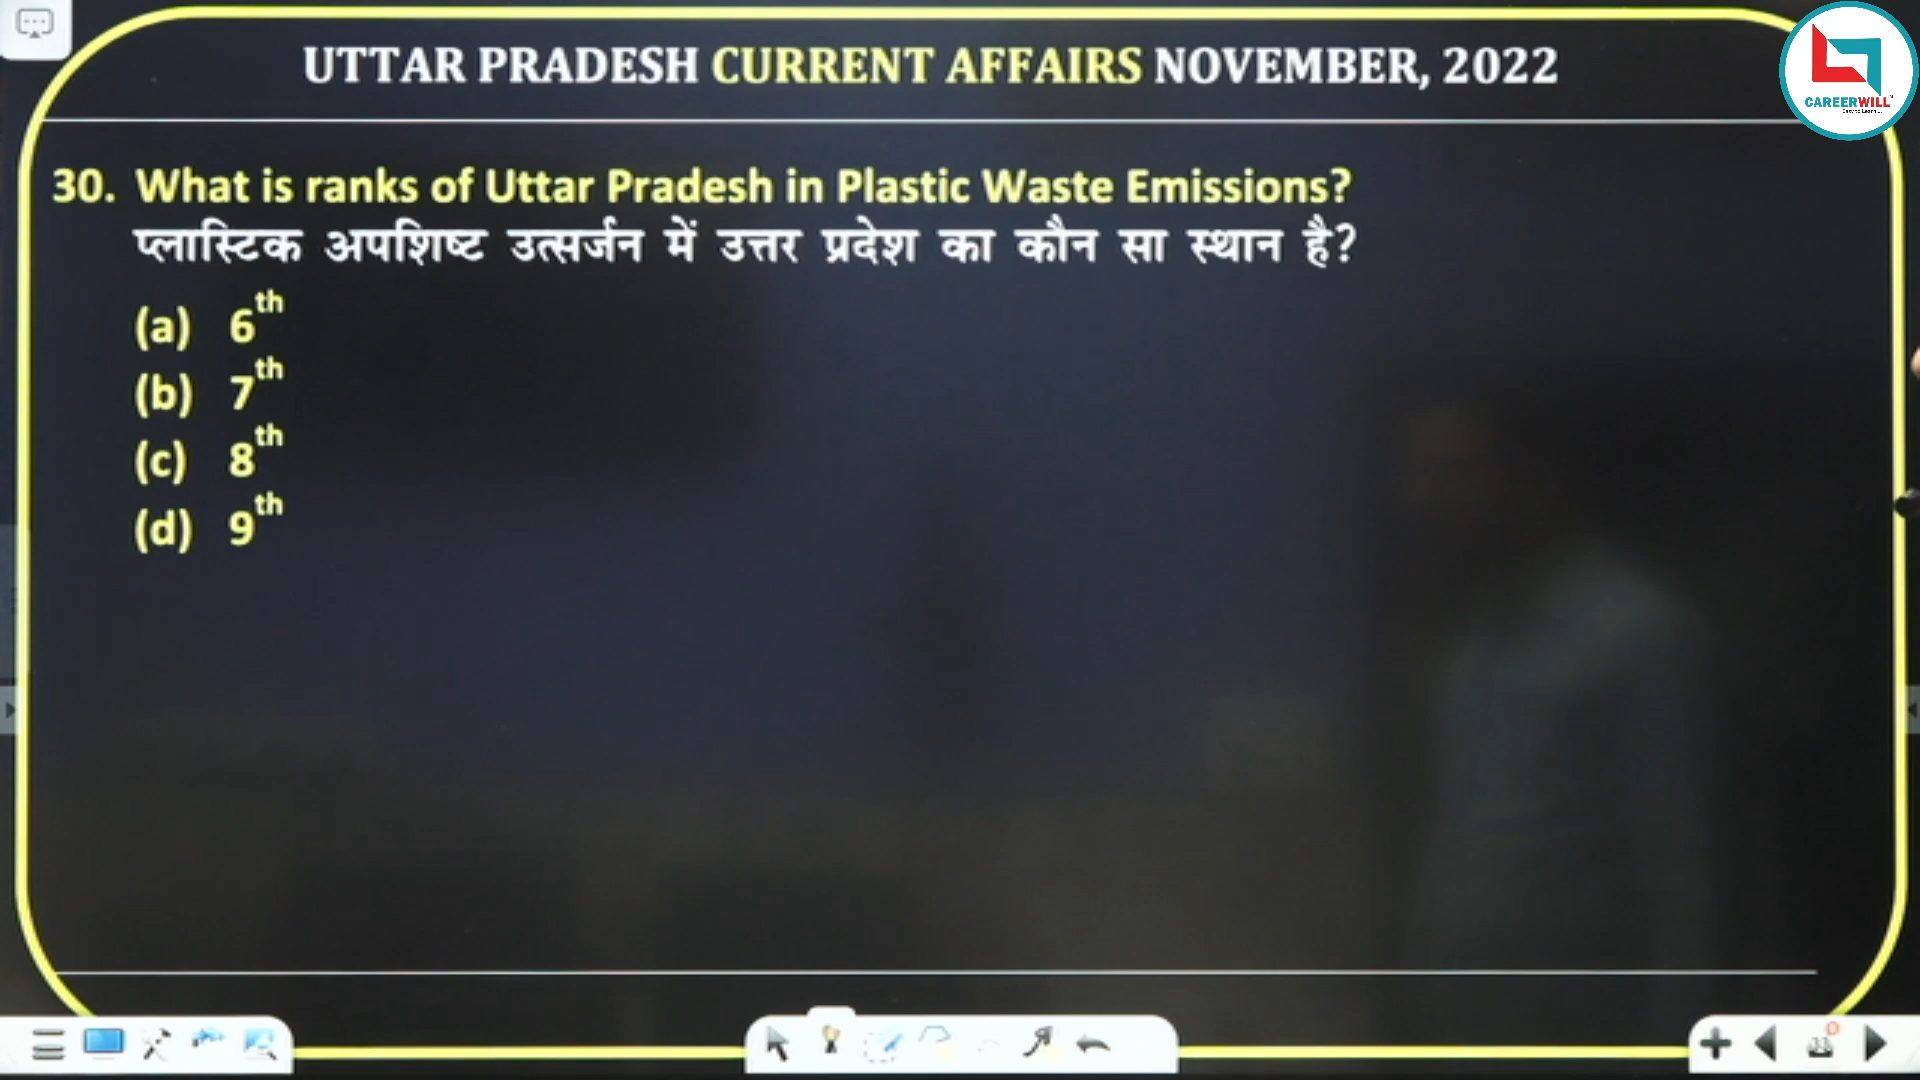 UTTAR PRADESH CURRENT AFFAIRS NOVEMBER, 2022
CAREERWILL
30. What is ranks of Uttar Pradesh in Plastic Waste Emissions?
प्लास्टिक अपशिष्ट उत्सर्जन में उत्तर प्रदेश का कौन सा स्थान है?
(a) 6th
(b) 7th
(c) 8th
(d) 9th
33